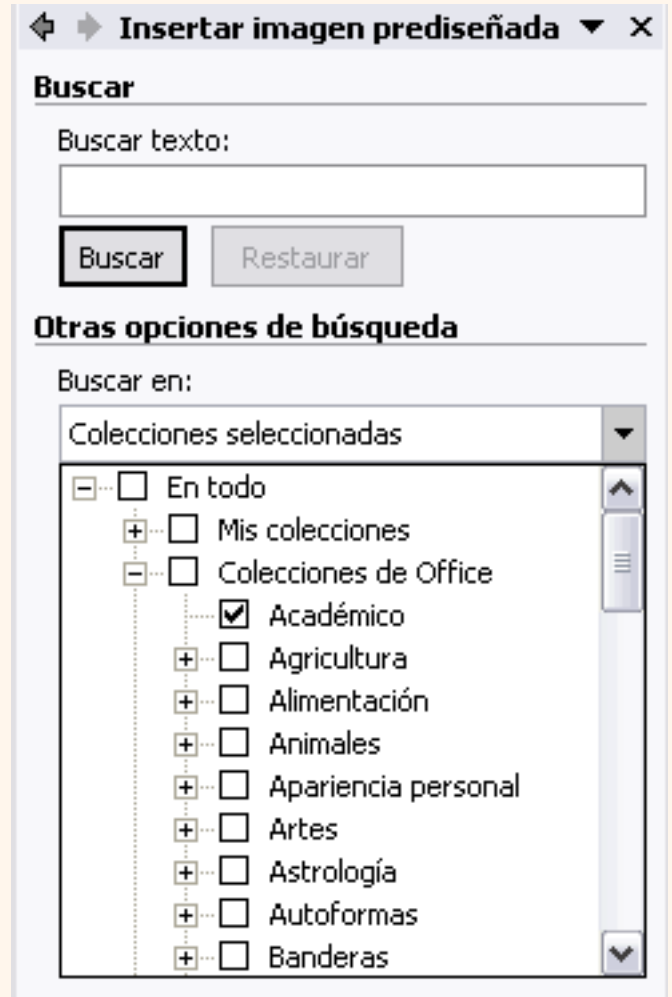 Insertar imagen prediseñada
Buscar
Buscar texto:
Buscar
Restaurar
Otras opciones de búsqueda
Buscar en:
Colecciones seleccionadas
En todo
Mis colecciones
Colecciones de Office
Académico
Agricultura
Alimentación
Animales
Apariencia personal
Artes
Astrología
Autoformas
Banderas